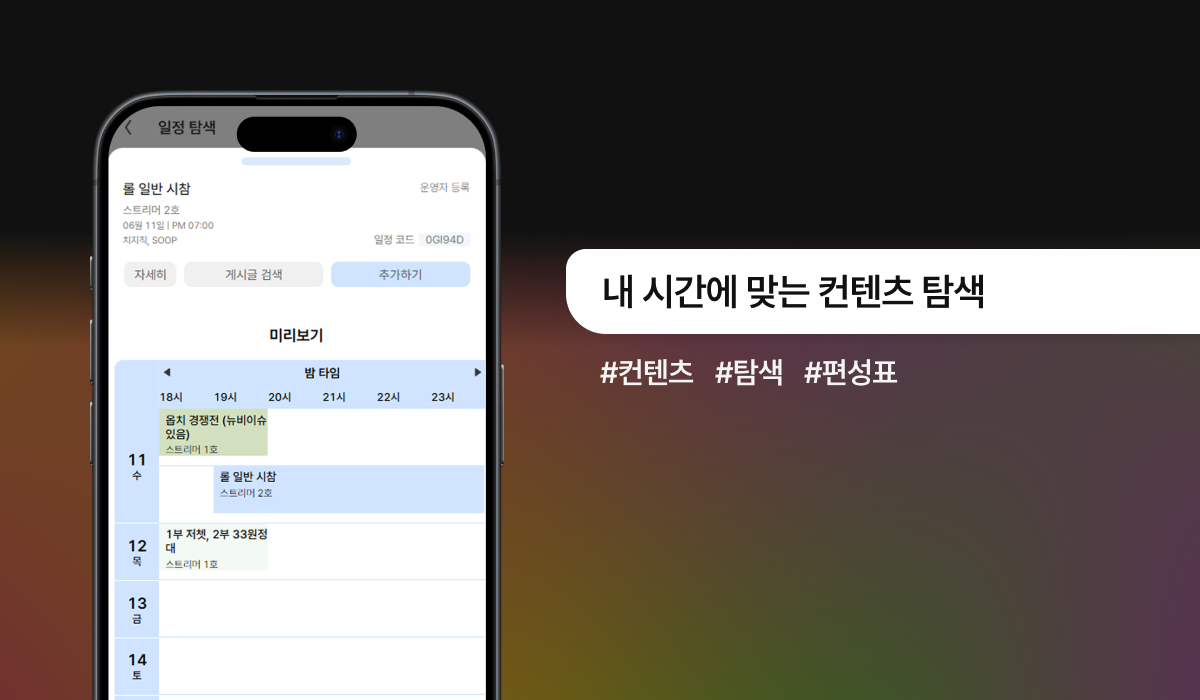 일정 탐색
롤 일반 시참
운영자 등록
스트리머 2호
06월 11일 | PM 07:00
치지직, SOOP
일정 코드 0GI94D
자세히
게시글 검색
추가하기
미리보기
밤 타임
18시 19시 20시 21시 22시 23시
11
수
옵치 경쟁전 (뉴비이슈
있음)
스트리머 1호
롤 일반 시참
스트리머 2호
12
목
1부 저쳇, 2부 33원정
대
스트리머 1호
13
금
14
토
내 시간에 맞는 컨텐츠 탐색
#컨텐츠 #탐색 #편성표